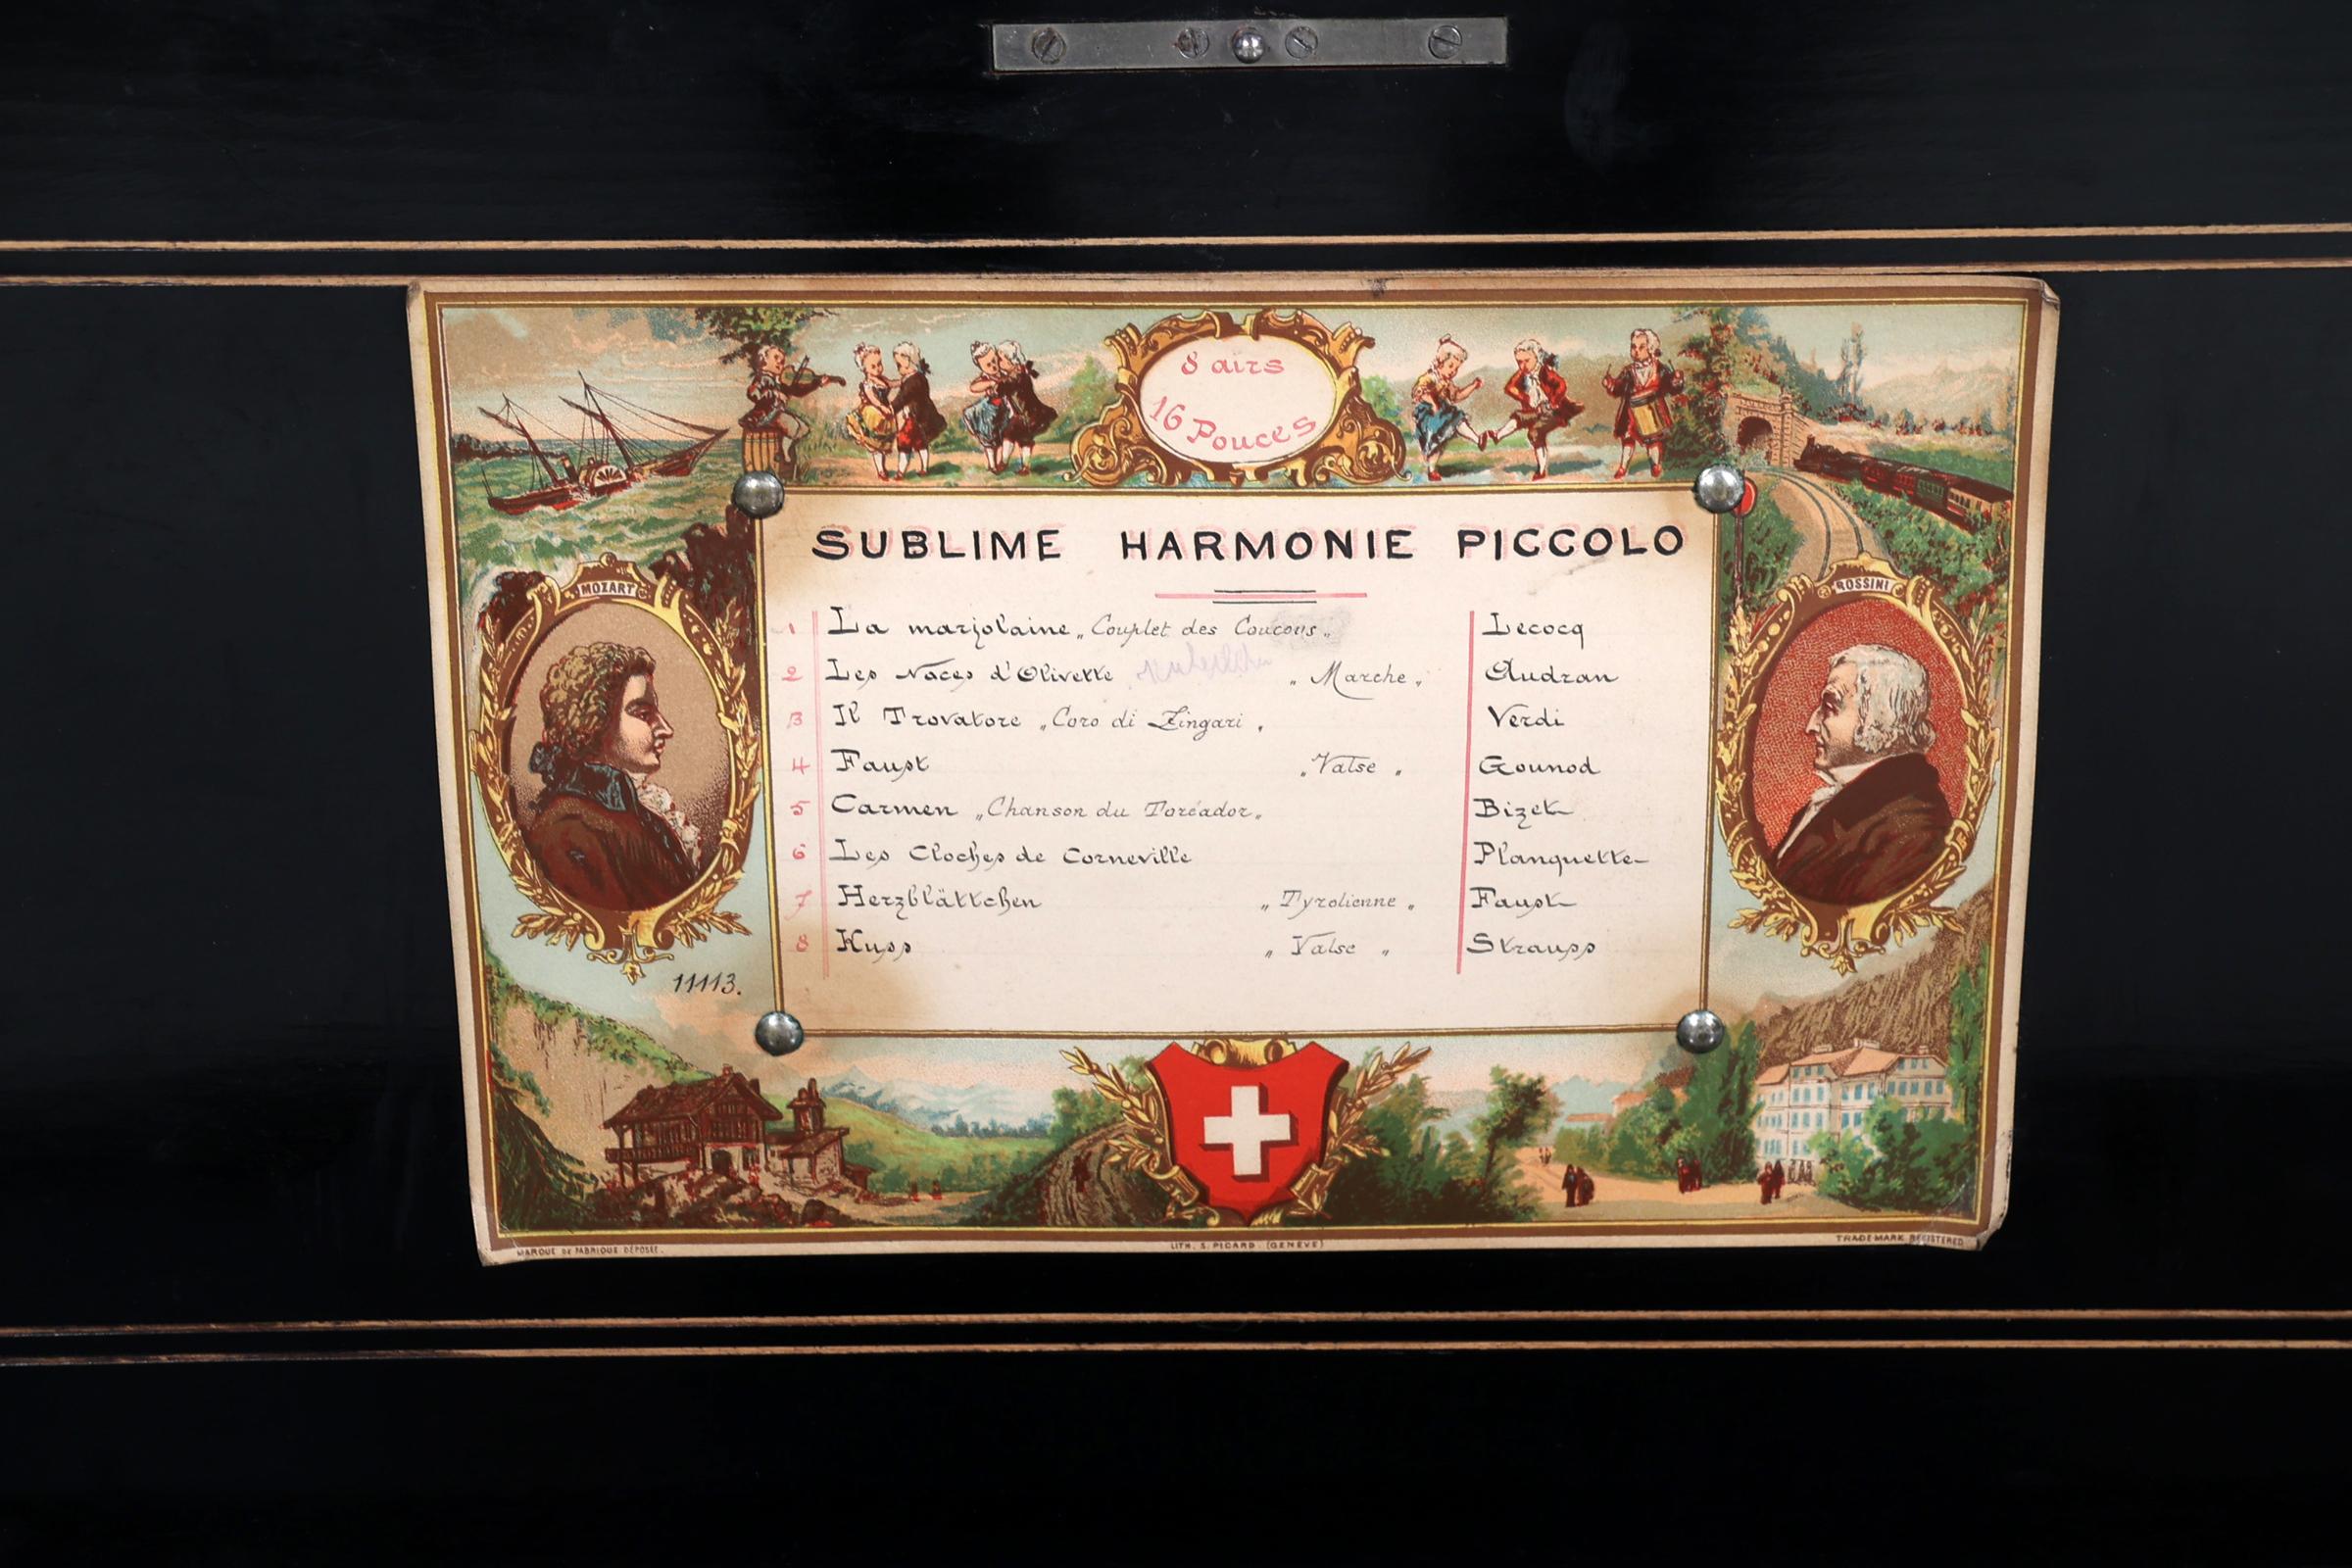 8 airs
16 Pouces
SUBLIME HARMONIE PICCOLO
MOZART
ROSSINI
1 La marjolaine „Couplet des Coucous„ Lecocq
2 Les Noces d'Olivette „Marche„ Audran
3 Il Trovatore „Coro di Zingari„ Verdi
4 Faust „Valse„ Gounod
5 Carmen „Chanson du Toréador„ Bizet
6 Les Cloches de Corneville Planquette
7 Herzblättchen „Tyrolienne„ Faust
8 Kuss „Valse„ Strauss
11113.
MARQUE DE FABRIQUE DÉPOSÉE.
LITH. S. PICARD. (GENÈVE)
TRADE MARK REGISTERED